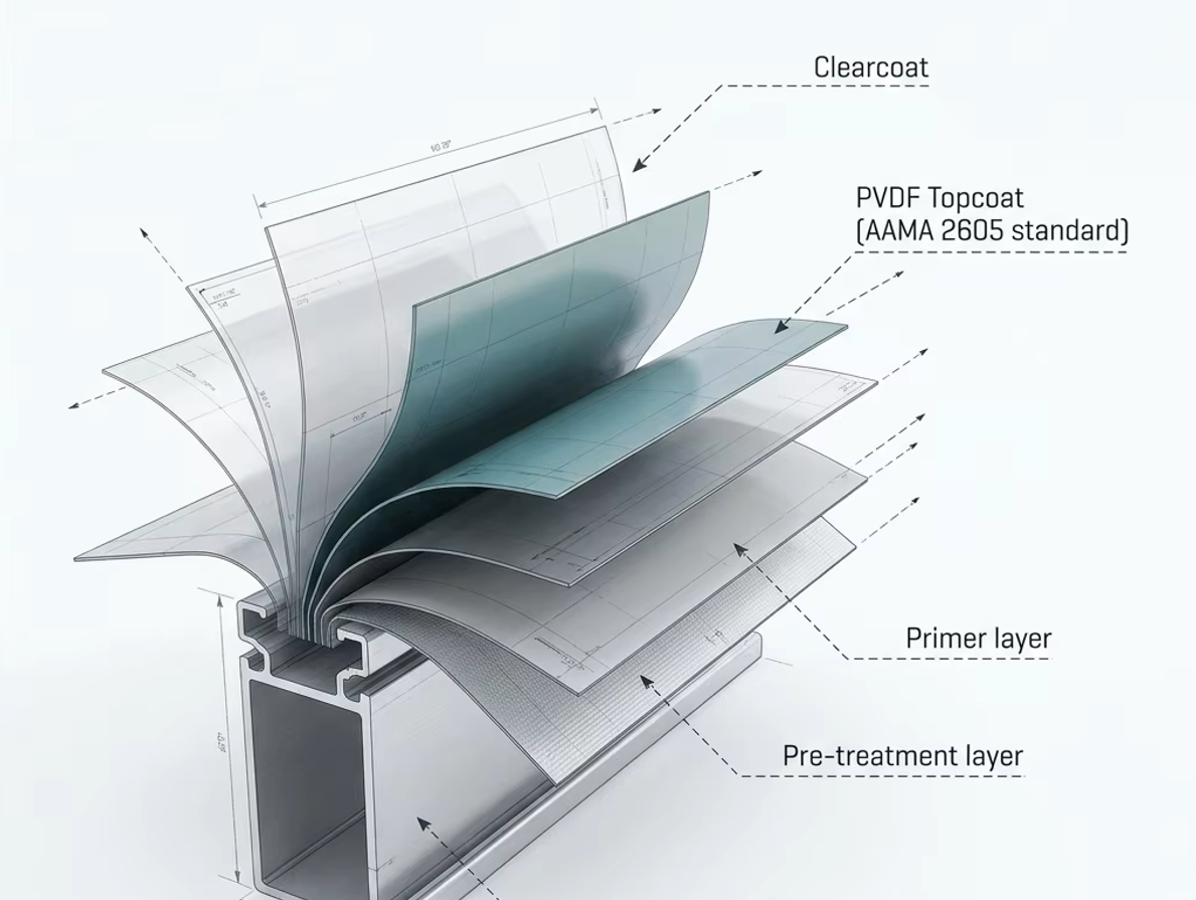 Clearcoat
PVDF Topcoat
(AAMA 2605 standard)
Primer layer
Pre-treatment layer